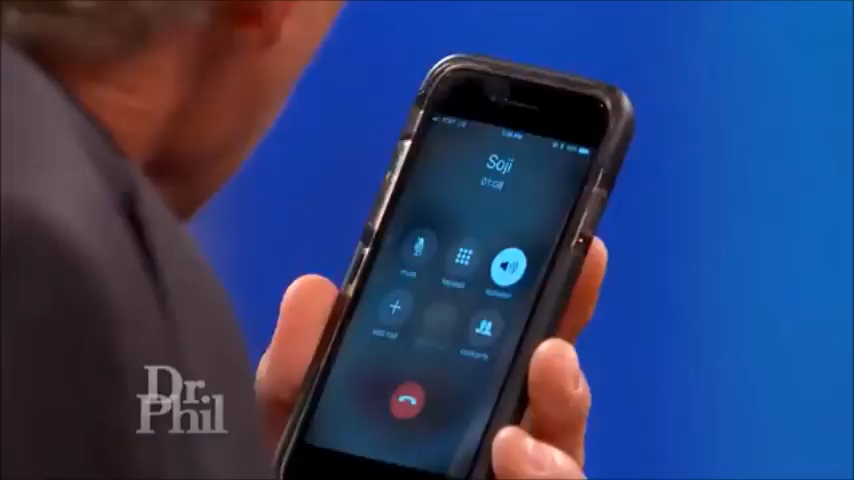 Soji
01:08
mute
keypad
speaker
add call
contacts
Dr.
Phil